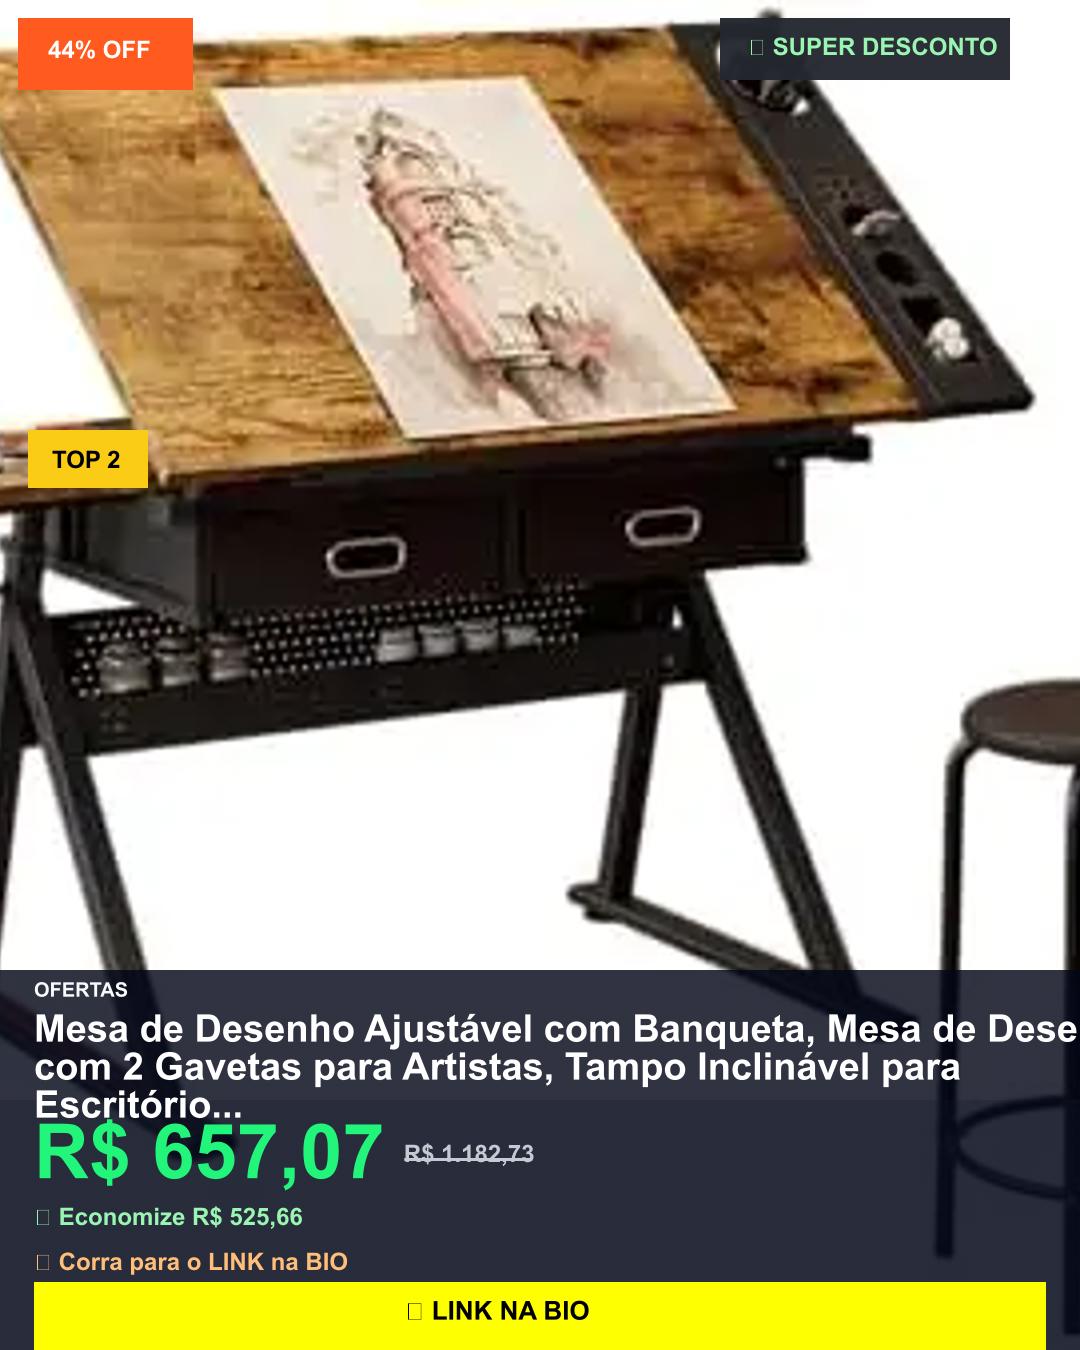 44% OFF
SUPER DESCONTO
TOP 2
OFERTAS
Mesa de Desenho Ajustável com Banqueta, Mesa de Dese
com 2 Gavetas para Artistas, Tampo Inclinável para
Escritório...
R$ 657,07 R$ 1.182,73
Economize R$ 525,66
Corra para o LINK na BIO
LINK NA BIO